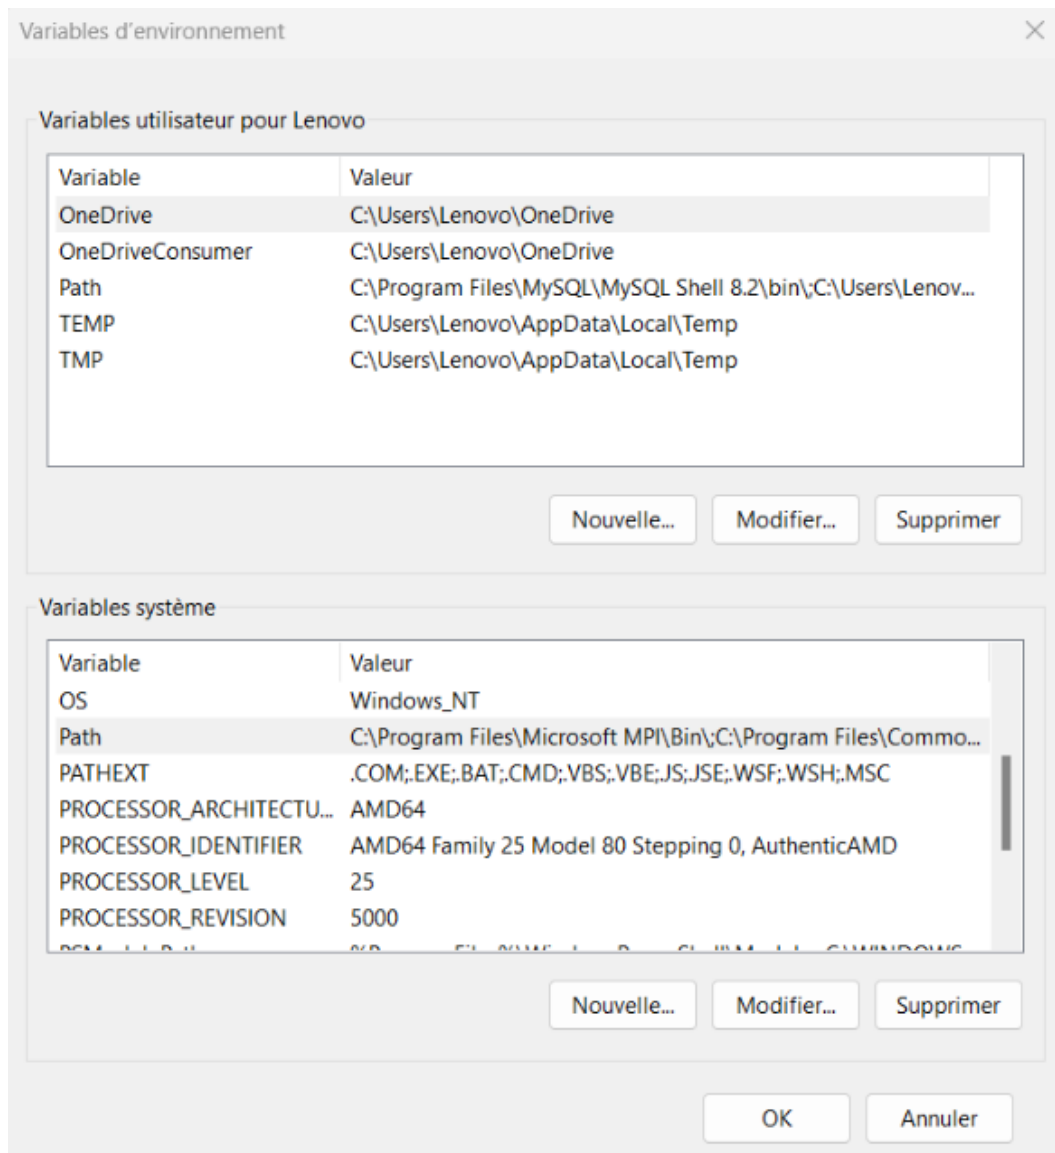 Variables d'environnement
Variables utilisateur pour Lenovo
Variable Valeur
OneDrive C:\Users\Lenovo\OneDrive
OneDriveConsumer C:\Users\Lenovo\OneDrive
Path C:\Program Files\MySQL\MySQL Shell 8.2\bin\;C:\Users\Lenov...
TEMP C:\Users\Lenovo\AppData\Local\Temp
TMP C:\Users\Lenovo\AppData\Local\Temp
Nouvelle... Modifier... Supprimer
Variables système
Variable Valeur
OS Windows_NT
Path C:\Program Files\Microsoft MPI\Bin\;C:\Program Files\Commo...
PATHEXT .COM;.EXE;.BAT;.CMD;.VBS;.VBE;.JS;.JSE;.WSF;.WSH;.MSC
PROCESSOR_ARCHITECTU... AMD64
PROCESSOR_IDENTIFIER AMD64 Family 25 Model 80 Stepping 0, AuthenticAMD
PROCESSOR_LEVEL 25
PROCESSOR_REVISION 5000
Nouvelle... Modifier... Supprimer
OK Annuler